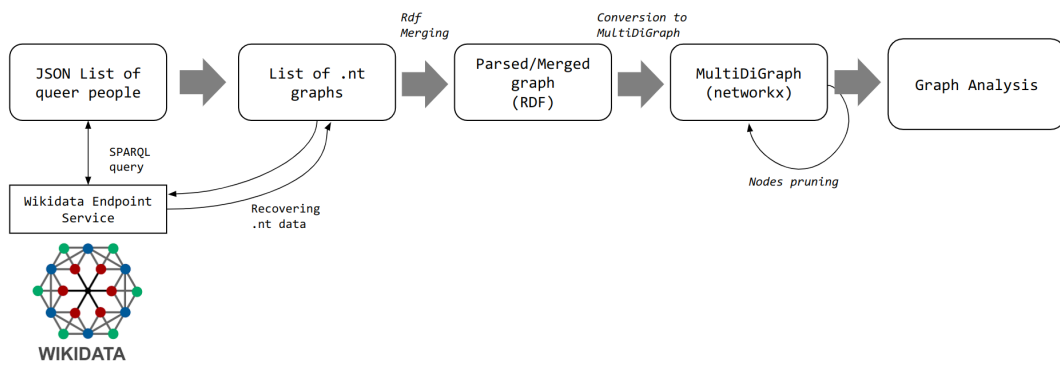 Rdf
Merging
Conversion to
MultiDiGraph
JSON List of
queer people
List of .nt
graphs
Parsed/Merged
graph
(RDF)
MultiDiGraph
(networkx)
Graph Analysis
SPARQL
query
Nodes pruning
Wikidata Endpoint
Service
Recovering
.nt data
WIKIDATA